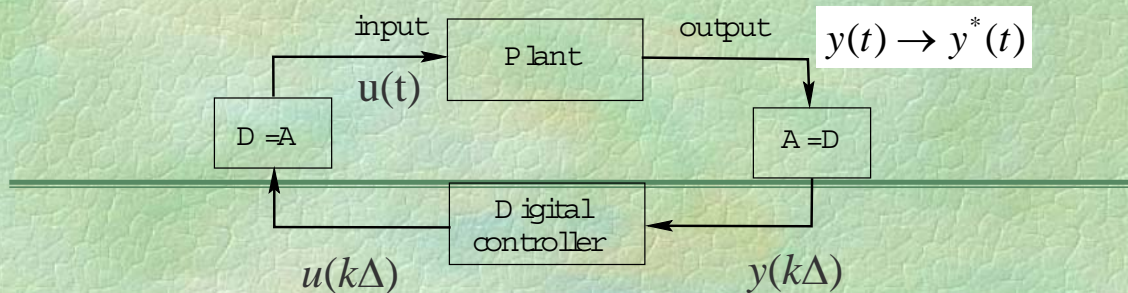 input
Plant
output
y(t) → y*(t)
u(t)
D=A
A=D
Digital
controller
u(kΔ)
y(kΔ)